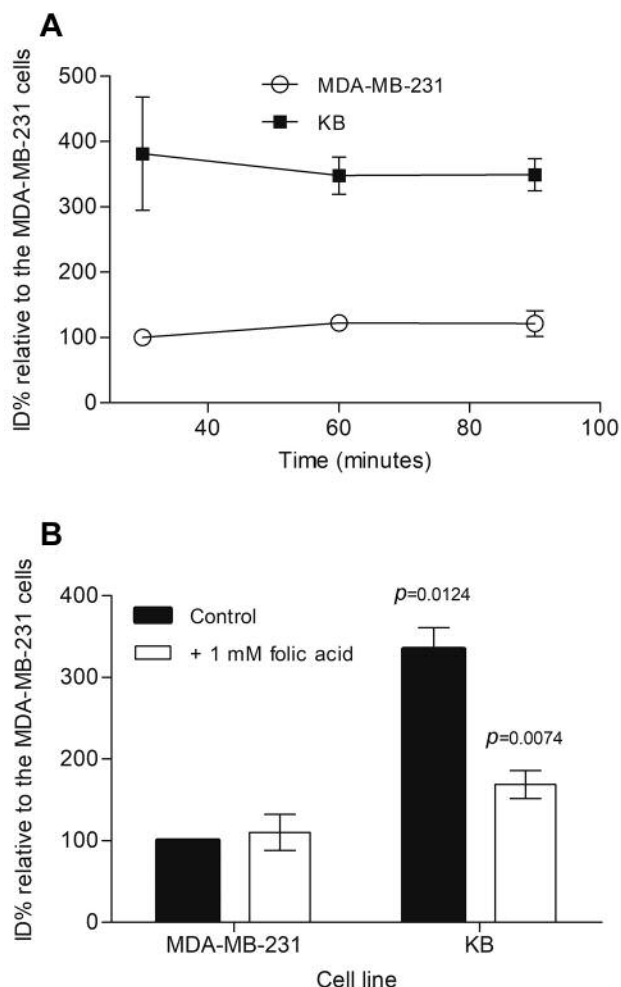 A
ID% relative to the MDA-MB-231 cells
500
400
300
200
100
0
MDA-MB-231
KB
40
60
80
100
Time (minutes)
B
ID% relative to the MDA-MB-231 cells
400
300
200
100
0
Control
+ 1 mM folic acid
p=0.0124
p=0.0074
MDA-MB-231
KB
Cell line